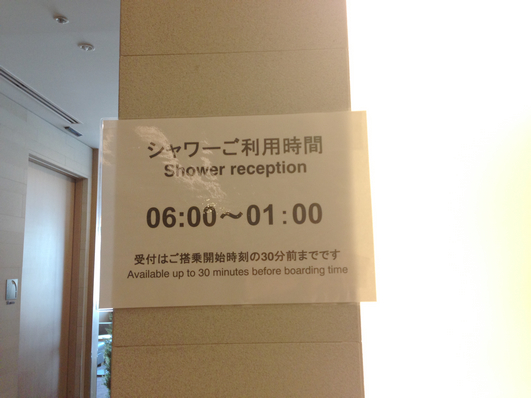 シャワーご利用時間
Shower reception
06:00～01:00
受付はご搭乗開始時刻の30分前までです
Available up to 30 minutes before boarding time